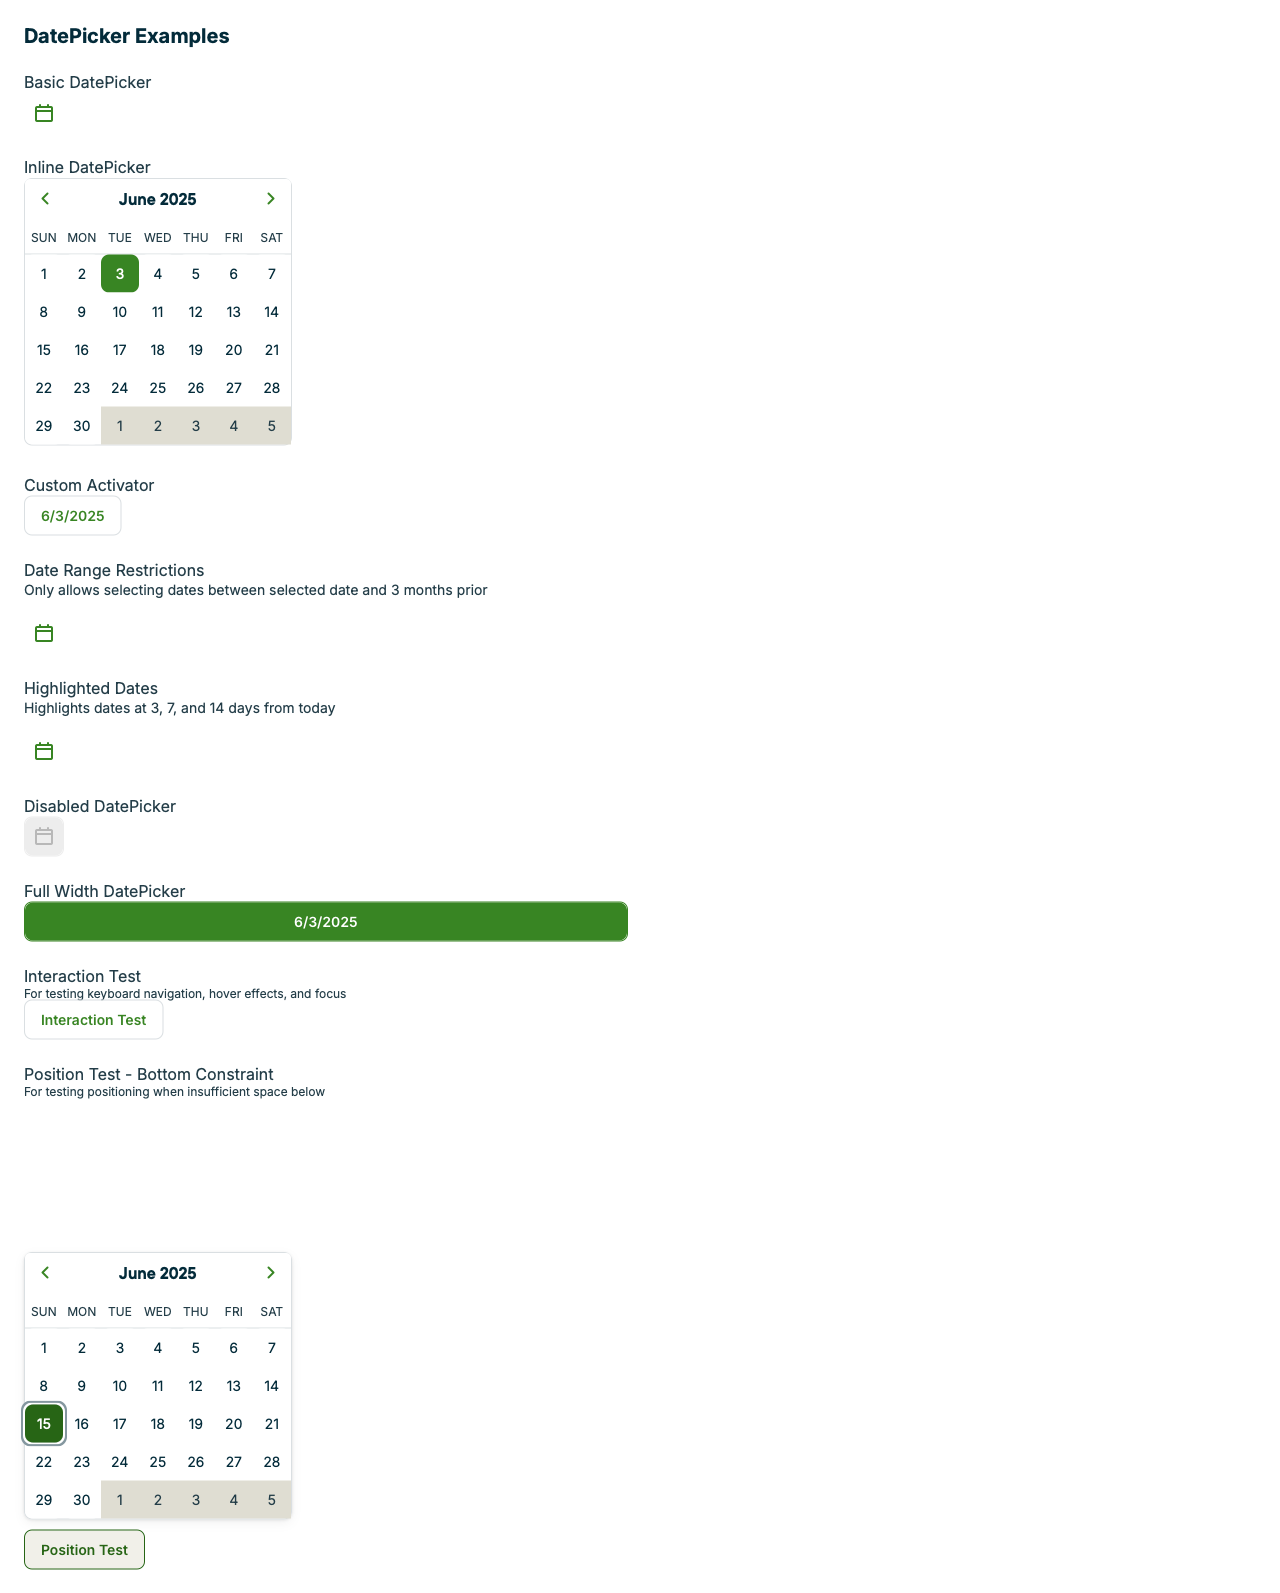 DatePicker Examples
Basic DatePicker
Inline DatePicker
June 2025
SUN MON TUE WED THU FRI SAT
1 2 3 4 5 6 7
8 9 10 11 12 13 14
15 16 17 18 19 20 21
22 23 24 25 26 27 28
29 30 1 2 3 4 5
Custom Activator
6/3/2025
Date Range Restrictions
Only allows selecting dates between selected date and 3 months prior
Highlighted Dates
Highlights dates at 3, 7, and 14 days from today
Disabled DatePicker
Full Width DatePicker
6/3/2025
Interaction Test
For testing keyboard navigation, hover effects, and focus
Interaction Test
Position Test - Bottom Constraint
For testing positioning when insufficient space below
June 2025
SUN MON TUE WED THU FRI SAT
1 2 3 4 5 6 7
8 9 10 11 12 13 14
15 16 17 18 19 20 21
22 23 24 25 26 27 28
29 30 1 2 3 4 5
Position Test